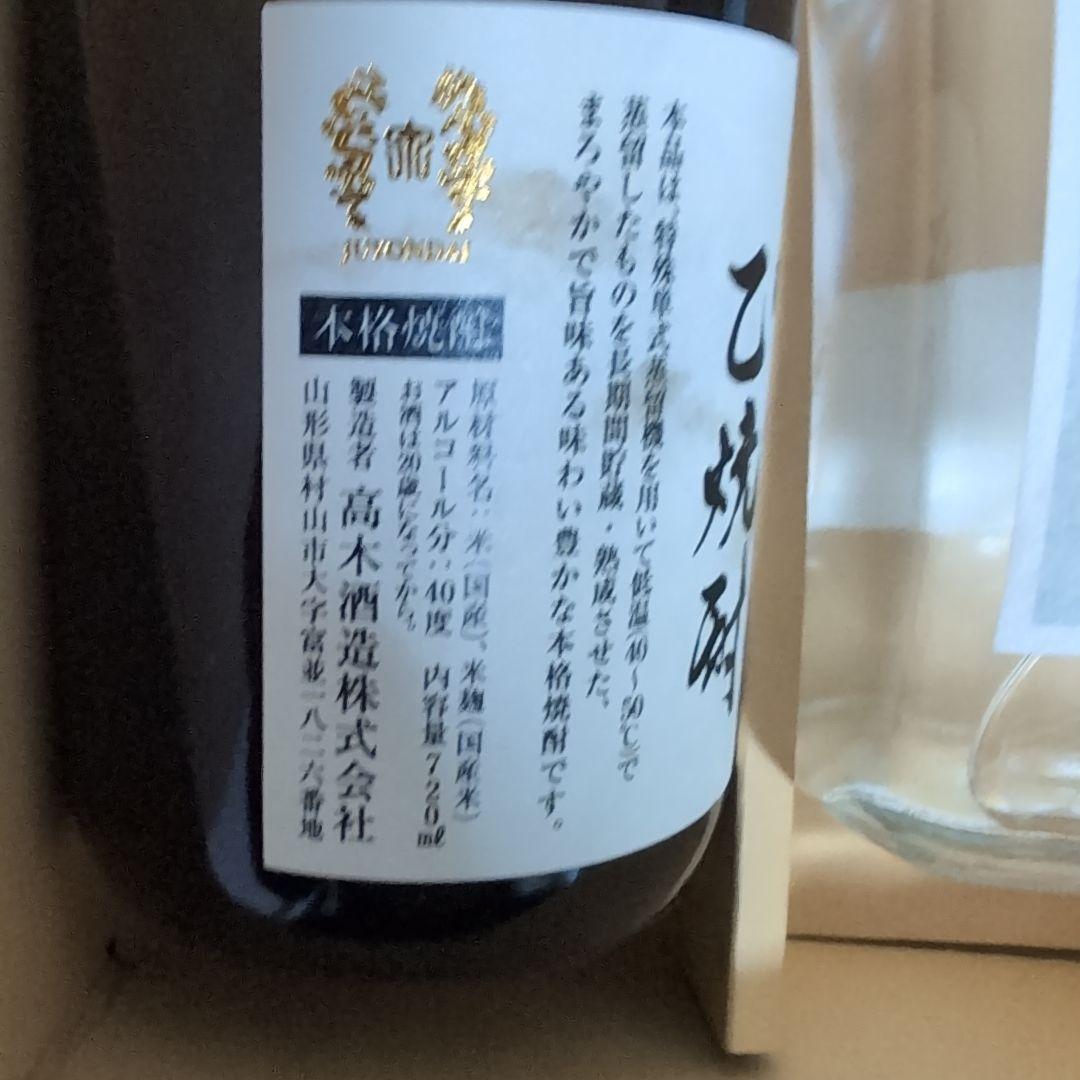 乙焼酎
本品は、特殊単式蒸留機を用いて低温(40〜50℃)で
蒸留したものを長期間貯蔵・熟成させた、
まろやかで旨味ある味わい豊かな本格焼酎です。
JUYONDAI
本格焼酎
原材料名:米(国産)、米麹(国産米)
アルコール分:40度 内容量720㎖
お酒は20歳になってから。
製造者 高木酒造株式会社
山形県村山市大字富並一八二六番地